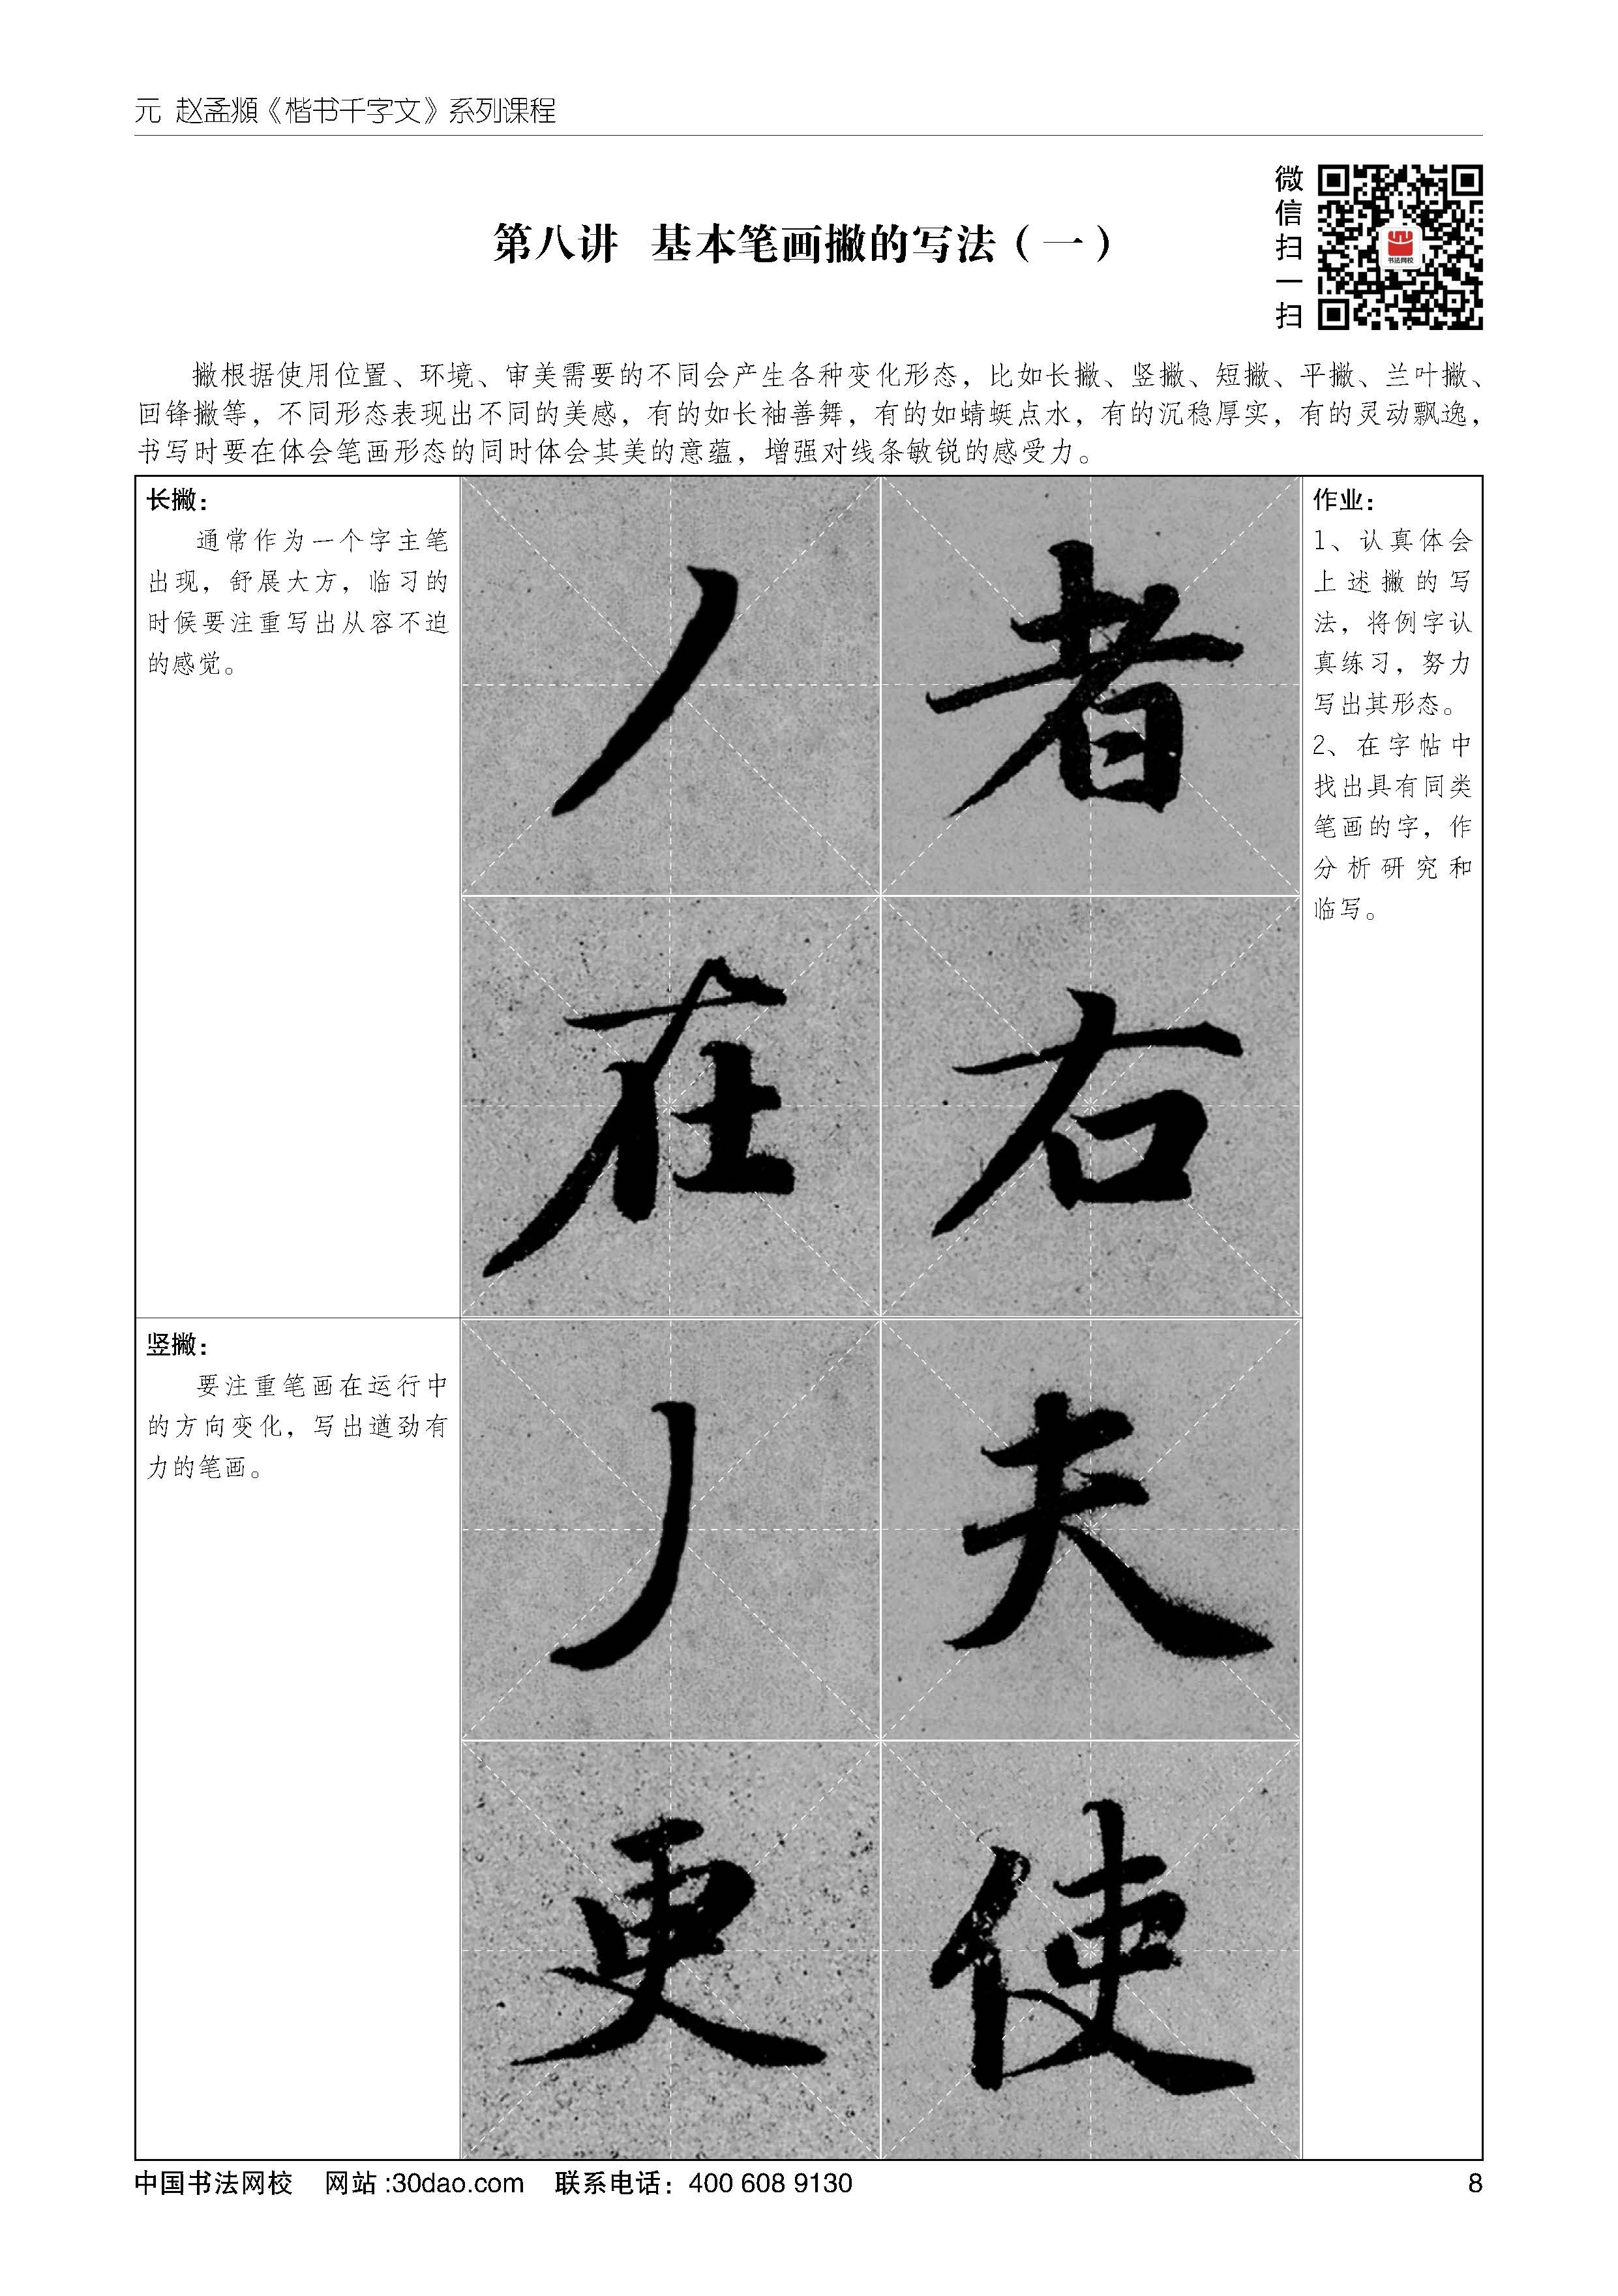 元 赵孟頫《楷书千字文》系列课程
微信扫一扫
书法网校
第八讲 基本笔画撇的写法（一）
撇根据使用位置、环境、审美需要的不同会产生各种变化形态，比如长撇、竖撇、短撇、平撇、兰叶撇、
回锋撇等，不同形态表现出不同的美感，有的如长袖善舞，有的如蜻蜓点水，有的沉稳厚实，有的灵动飘逸，
书写时要在体会笔画形态的同时体会其美的意蕴，增强对线条敏锐的感受力。
长撇：
通常作为一个字主笔
出现，舒展大方，临习的
时候要注重写出从容不迫
的感觉。
丿 者
在 右
竖撇：
要注重笔画在运行中
的方向变化，写出遒劲有
力的笔画。
丿 夫
更 使
作业：
1、认真体会
上述撇的写
法，将例字认
真练习，努力
写出其形态。
2、在字帖中
找出具有同类
笔画的字，作
分析研究和
临写。
中国书法网校 网站:30dao.com 联系电话：400 608 9130
8